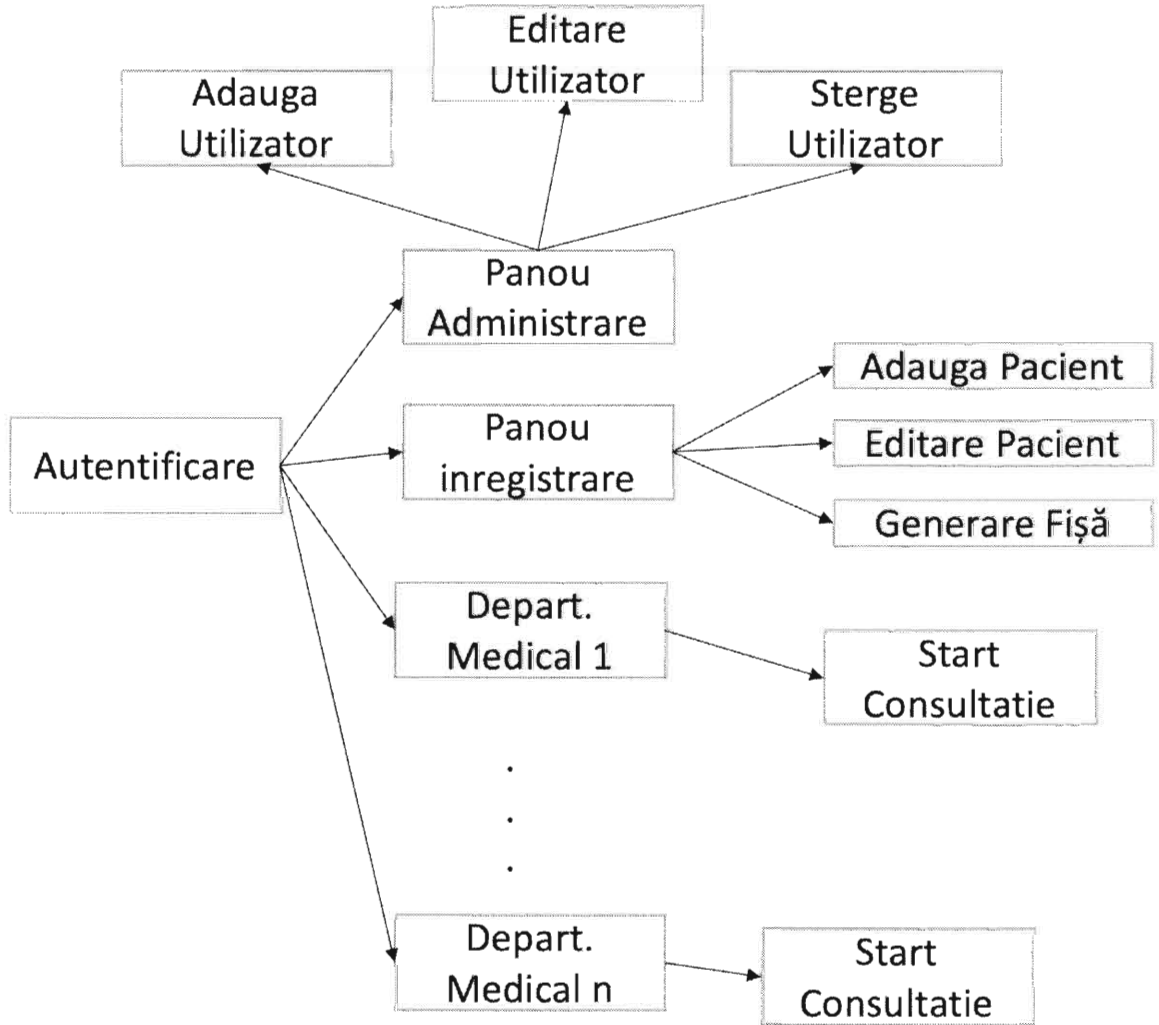 Editare
Utilizator
Adauga
Utilizator
Sterge
Utilizator
Panou
Administrare
Adauga Pacient
Panou
inregistrare
Editare Pacient
Autentificare
Generare Fișă
Depart.
Medical 1
Start
Consultatie
.
.
.
Depart.
Medical n
Start
Consultatie